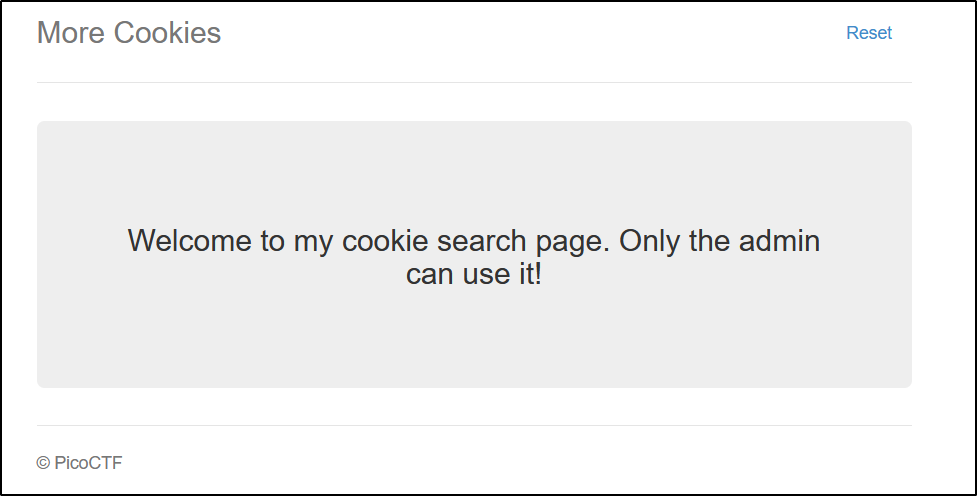 More Cookies
Reset
Welcome to my cookie search page. Only the admin
can use it!
© PicoCTF